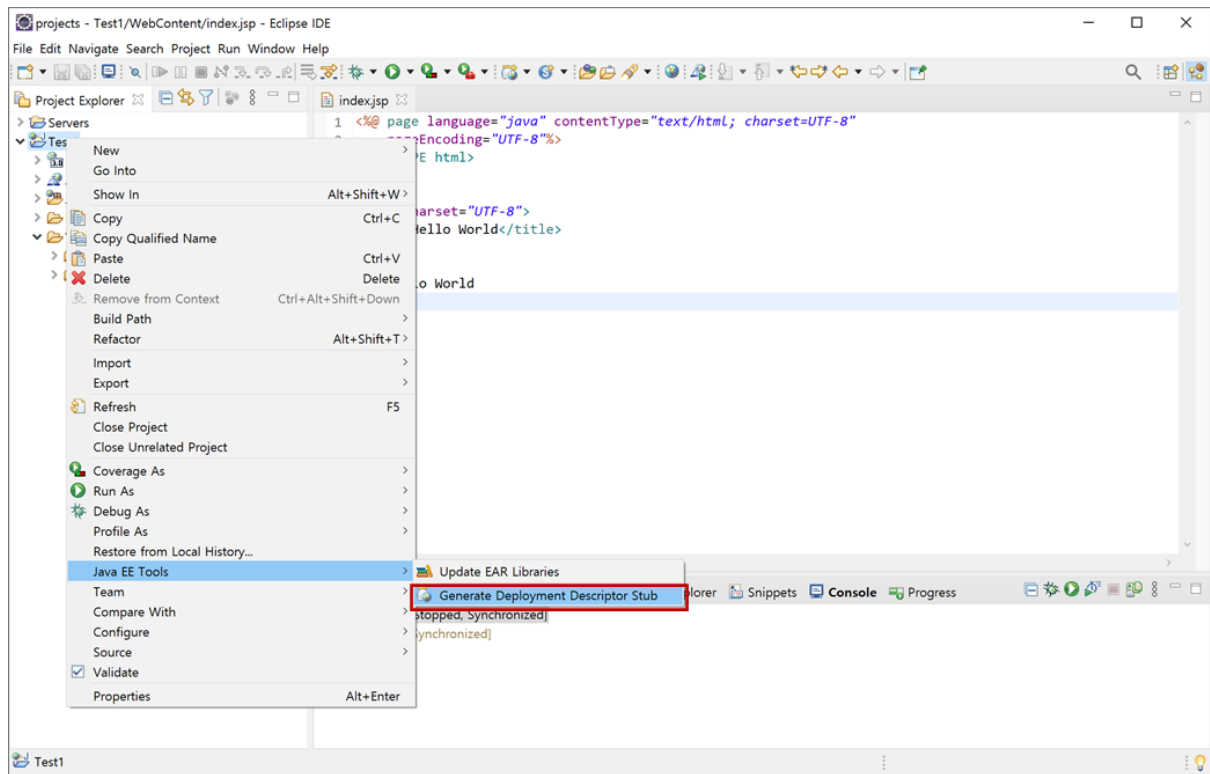 projects - Test1/WebContent/index.jsp - Eclipse IDE
File Edit Navigate Search Project Run Window Help
Project Explorer
index.jsp
Servers
Tes
1 <%@ page language="java" contentType="text/html; charset=UTF-8"
Encoding="UTF-8"%>
PE html>
harset="UTF-8">
Hello World</title>
lo World
New
Go Into
Show In Alt+Shift+W
Copy Ctrl+C
Copy Qualified Name
Paste Ctrl+V
Delete Delete
Remove from Context Ctrl+Alt+Shift+Down
Build Path
Refactor Alt+Shift+T
Import
Export
Refresh F5
Close Project
Close Unrelated Project
Coverage As
Run As
Debug As
Profile As
Restore from Local History...
Java EE Tools
Team
Compare With
Configure
Source
Validate
Properties Alt+Enter
Update EAR Libraries
Generate Deployment Descriptor Stub
plorer Snippets Console Progress
Stopped, Synchronized]
Synchronized]
Test1